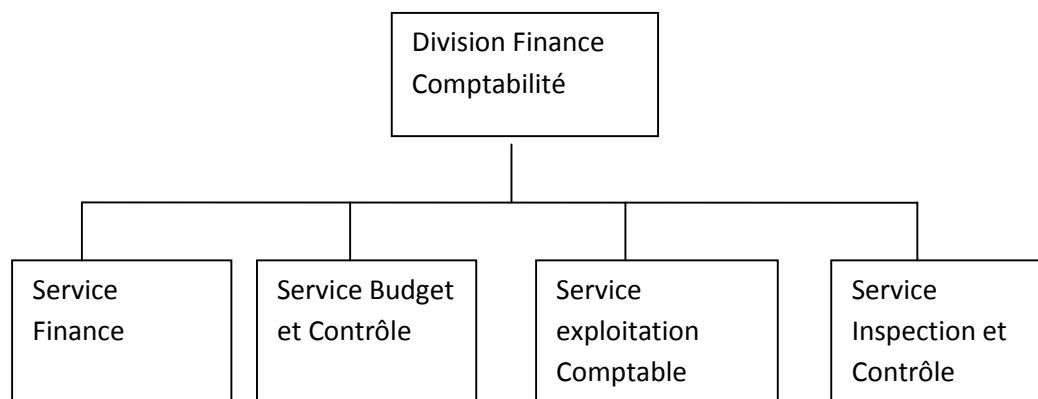 Division Finance
Comptabilité
Service
Finance
Service Budget
et Contrôle
Service
exploitation
Comptable
Service
Inspection et
Contrôle